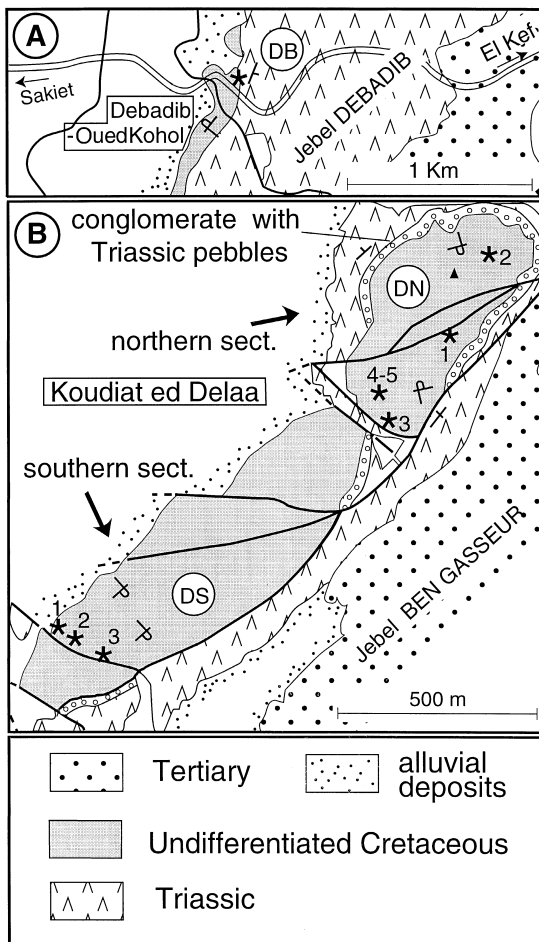 A
DB
El Kef
Sakiet
Debadib
-OuedKohol
Jebel DEBADIB
1 Km
B
conglomerate with
Triassic pebbles
2
DN
northern sect.
1
4-5
Koudiat ed Delaa
3
southern sect.
DS
Jebel BEN GASSEUR
1
2
3
500 m
Tertiary
alluvial
deposits
Undifferentiated Cretaceous
Triassic